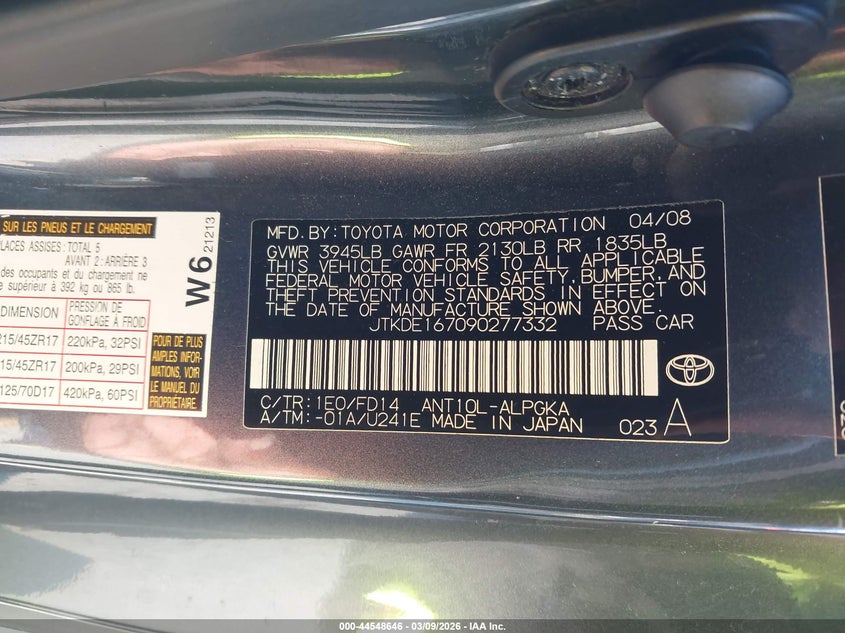 SUR LES PNEUS ET LE CHARGEMENT
PLACES ASSISES: TOTAL 5
AVANT 2: ARRIÈRE 3
des occupants et du chargement
supérieur à 392 kg ou 865 lb.
DIMENSION
PRESSION DE GONFLAGE À FROID
215/45ZR17 220kPa, 32PSI
215/45ZR17 200kPa, 29PSI
125/70D17 420kPa, 60PSI
POUR DE PLUS
AMPLES INFOR-
MATIONS,
MANUEL
DU
PROPRIÉTAIRE.
W6 21213
MFD. BY: TOYOTA MOTOR CORPORATION 04/08
GVWR 3945LB GAWR FR 2130LB RR 1835LB
THIS VEHICLE CONFORMS TO ALL APPLICABLE
FEDERAL MOTOR VEHICLE SAFETY, BUMPER, AND
THEFT PREVENTION STANDARDS IN EFFECT ON
THE DATE OF MANUFACTURE SHOWN ABOVE.
JTKDE167090277332 PASS CAR
C/TR: 1E0/FD14 ANT10L-ALPGKA
A/TM: -01A/U241E MADE IN JAPAN 023 A
000-44548646 - 03/09/2026 - IAA Inc.